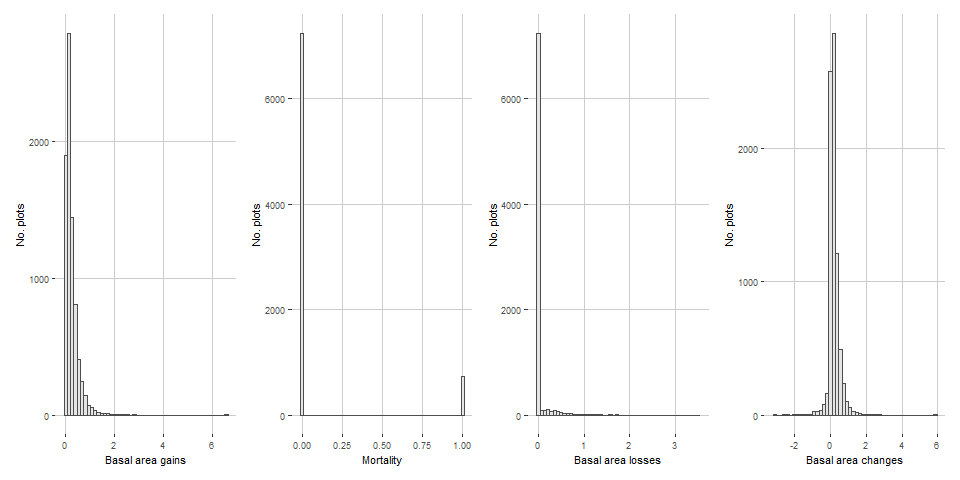 No. plots
2000
1000
0
0 2 4 6
Basal area gains
No. plots
6000
4000
2000
0
0.00 0.25 0.50 0.75 1.00
Mortality
No. plots
6000
4000
2000
0
0 1 2 3
Basal area losses
No. plots
2000
1000
0
-2 0 2 4 6
Basal area changes